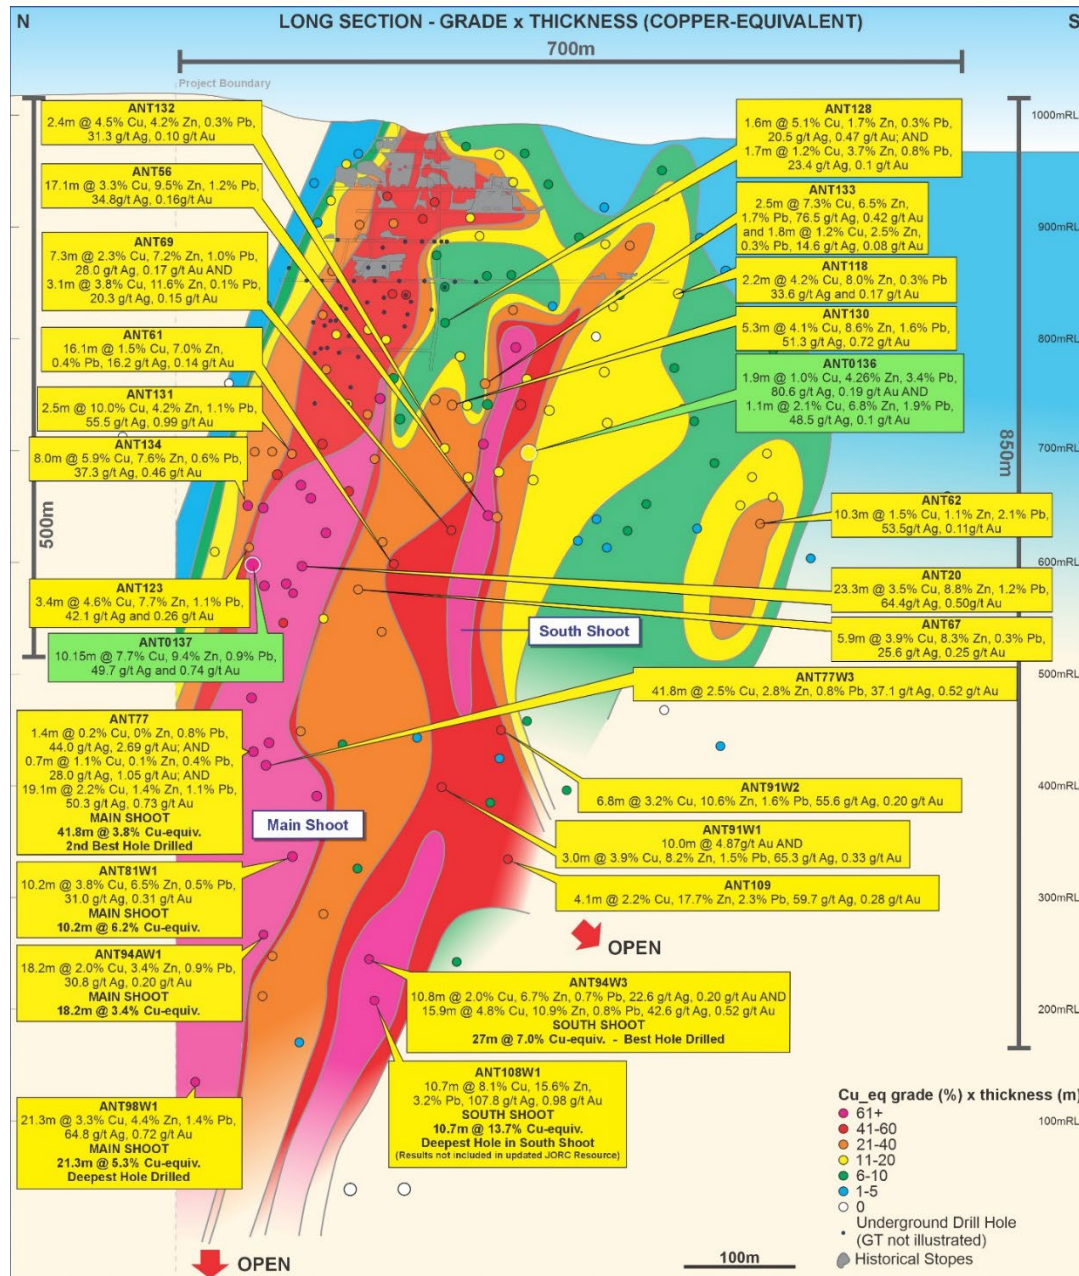 N
LONG SECTION - GRADE x THICKNESS (COPPER-EQUIVALENT)
S
700m
Project Boundary
1000mRL
900mRL
800mRL
700mRL
600mRL
500mRL
400mRL
300mRL
200mRL
100mRL
500m
850m
ANT132
2.4m @ 4.5% Cu, 4.2% Zn, 0.3% Pb,
31.3 g/t Ag, 0.10 g/t Au
ANT56
17.1m @ 3.3% Cu, 9.5% Zn, 1.2% Pb,
34.8g/t Ag, 0.16g/t Au
ANT69
7.3m @ 2.3% Cu, 7.2% Zn, 1.0% Pb,
28.0 g/t Ag, 0.17 g/t Au AND
3.1m @ 3.8% Cu, 11.6% Zn, 0.1% Pb,
20.3 g/t Ag, 0.15 g/t Au
ANT61
16.1m @ 1.5% Cu, 7.0% Zn,
0.4% Pb, 16.2 g/t Ag, 0.14 g/t Au
ANT131
2.5m @ 10.0% Cu, 4.2% Zn, 1.1% Pb,
55.5 g/t Ag, 0.99 g/t Au
ANT134
8.0m @ 5.9% Cu, 7.6% Zn, 0.6% Pb,
37.3 g/t Ag, 0.46 g/t Au
ANT123
3.4m @ 4.6% Cu, 7.7% Zn, 1.1% Pb,
42.1 g/t Ag and 0.26 g/t Au
ANT0137
10.15m @ 7.7% Cu, 9.4% Zn, 0.9% Pb,
49.7 g/t Ag and 0.74 g/t Au
ANT77
1.4m @ 0.2% Cu, 0% Zn, 0.8% Pb,
44.0 g/t Ag, 2.69 g/t Au; AND
0.7m @ 1.1% Cu, 0.1% Zn, 0.4% Pb,
28.0 g/t Ag, 1.05 g/t Au; AND
19.1m @ 2.2% Cu, 1.4% Zn, 1.1% Pb,
50.3 g/t Ag, 0.73 g/t Au
MAIN SHOOT
41.8m @ 3.8% Cu-equiv.
2nd Best Hole Drilled
ANT81W1
10.2m @ 3.8% Cu, 6.5% Zn, 0.5% Pb,
31.0 g/t Ag, 0.31 g/t Au
MAIN SHOOT
10.2m @ 6.2% Cu-equiv.
ANT94AW1
18.2m @ 2.0% Cu, 3.4% Zn, 0.9% Pb,
30.8 g/t Ag, 0.20 g/t Au
MAIN SHOOT
18.2m @ 3.4% Cu-equiv.
ANT98W1
21.3m @ 3.3% Cu, 4.4% Zn, 1.4% Pb,
64.8 g/t Ag, 0.72 g/t Au
MAIN SHOOT
21.3m @ 5.3% Cu-equiv.
Deepest Hole Drilled
OPEN
Main Shoot
South Shoot
ANT128
1.6m @ 5.1% Cu, 1.7% Zn, 0.3% Pb,
20.5 g/t Ag, 0.47 g/t Au; AND
1.7m @ 1.2% Cu, 3.7% Zn, 0.8% Pb,
23.4 g/t Ag, 0.1 g/t Au
ANT133
2.5m @ 7.3% Cu, 6.5% Zn,
1.7% Pb, 76.5 g/t Ag, 0.42 g/t Au
and 1.8m @ 1.2% Cu, 2.5% Zn,
0.3% Pb, 14.6 g/t Ag, 0.08 g/t Au
ANT118
2.2m @ 4.2% Cu, 8.0% Zn, 0.3% Pb
33.6 g/t Ag and 0.17 g/t Au
ANT130
5.3m @ 4.1% Cu, 8.6% Zn, 1.6% Pb,
51.3 g/t Ag, 0.72 g/t Au
ANT0136
1.9m @ 1.0% Cu, 4.26% Zn, 3.4% Pb,
80.6 g/t Ag, 0.19 g/t Au AND
1.1m @ 2.1% Cu, 6.8% Zn, 1.9% Pb,
48.5 g/t Ag, 0.1 g/t Au
ANT62
10.3m @ 1.5% Cu, 1.1% Zn, 2.1% Pb,
53.5g/t Ag, 0.11g/t Au
ANT20
23.3m @ 3.5% Cu, 8.8% Zn, 1.2% Pb,
64.4g/t Ag, 0.50g/t Au
ANT67
5.9m @ 3.9% Cu, 8.3% Zn, 0.3% Pb,
25.6 g/t Ag, 0.25 g/t Au
ANT77W3
41.8m @ 2.5% Cu, 2.8% Zn, 0.8% Pb, 37.1 g/t Ag, 0.52 g/t Au
ANT91W2
6.8m @ 3.2% Cu, 10.6% Zn, 1.6% Pb, 55.6 g/t Ag, 0.20 g/t Au
ANT91W1
10.0m @ 4.87g/t Au AND
3.0m @ 3.9% Cu, 8.2% Zn, 1.5% Pb, 65.3 g/t Ag, 0.33 g/t Au
ANT109
4.1m @ 2.2% Cu, 17.7% Zn, 2.3% Pb, 59.7 g/t Ag, 0.28 g/t Au
OPEN
ANT94W3
10.8m @ 2.0% Cu, 6.7% Zn, 0.7% Pb, 22.6 g/t Ag, 0.20 g/t Au AND
15.9m @ 4.8% Cu, 10.9% Zn, 0.8% Pb, 42.6 g/t Ag, 0.52 g/t Au
SOUTH SHOOT
27m @ 7.0% Cu-equiv. - Best Hole Drilled
ANT108W1
10.7m @ 8.1% Cu, 15.6% Zn,
3.2% Pb, 107.8 g/t Ag, 0.98 g/t Au
SOUTH SHOOT
10.7m @ 13.7% Cu-equiv.
Deepest Hole in South Shoot
(Results not included in updated JORC Resource)
Cu_eq grade (%) x thickness (m)
61+
41-60
21-40
11-20
6-10
1-5
0
Underground Drill Hole
(GT not illustrated)
Historical Stopes
100m